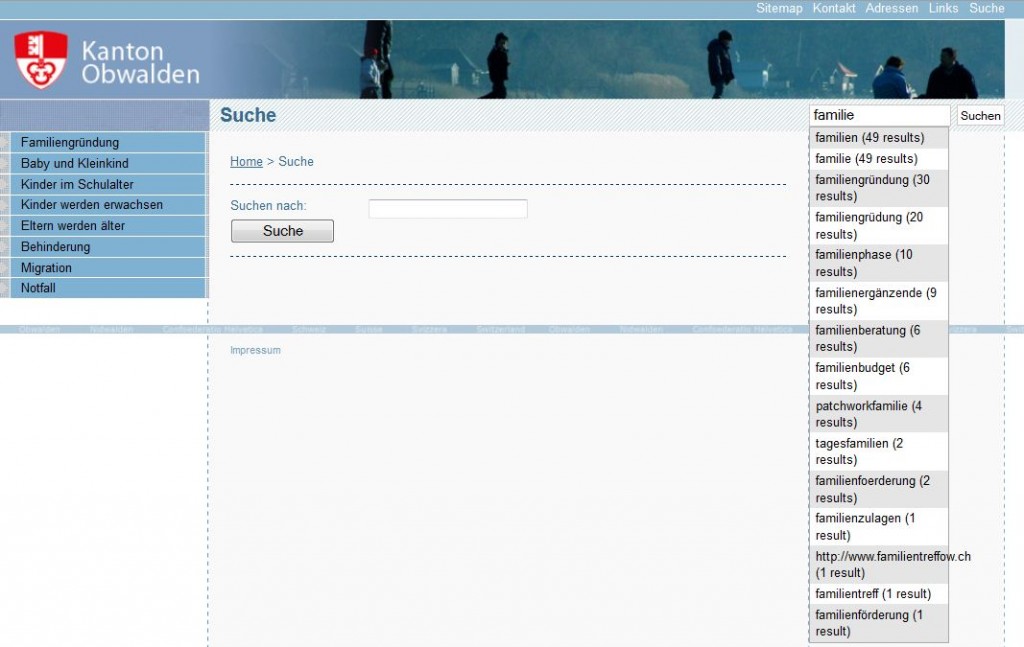 Sitemap Kontakt Adressen Links Suche
Kanton
Obwalden
Suche
familie
Suchen
Familiengründung
Baby und Kleinkind
Kinder im Schulalter
Kinder werden erwachsen
Eltern werden älter
Behinderung
Migration
Notfall
Home > Suche
Suchen nach:
Suche
familien (49 results)
familie (49 results)
familiengründung (30
results)
familiengrüdung (20
results)
familienphase (10
results)
familienergänzende (9
results)
familienberatung (6
results)
familienbudget (6
results)
patchworkfamilie (4
results)
tagesfamilien (2
results)
familienfoerderung (2
results)
familienzulagen (1
result)
http://www.familientreffow.ch
(1 result)
familientreff (1 result)
familienförderung (1
result)
Obwalden Nidwalden Confoederatio Helvetica Schweiz Suisse Svizzera Switzerland Obwalden Nidwalden Confoederatio Helvetica
Impressum